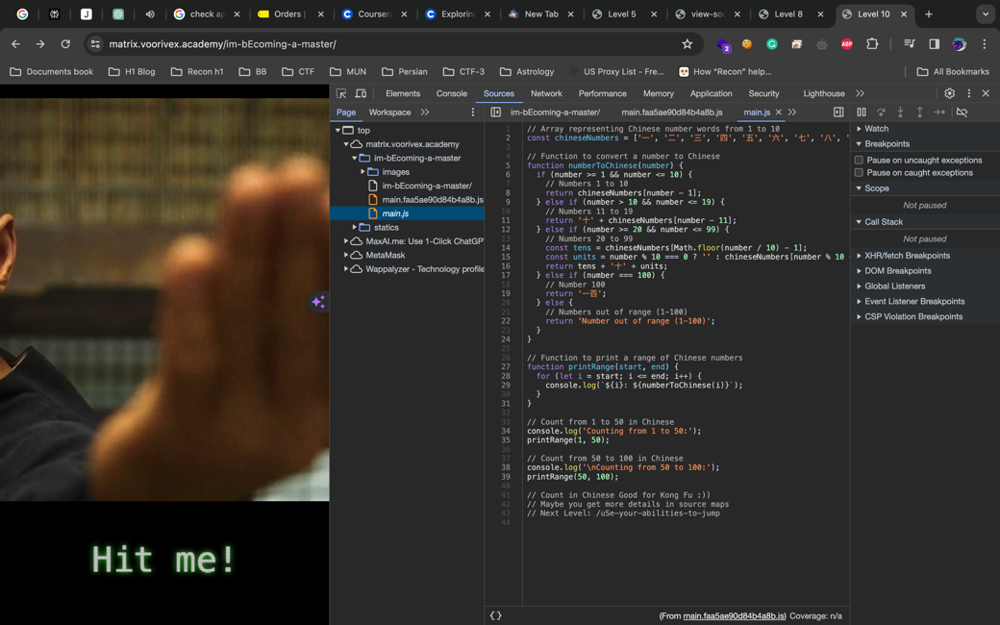 check ap
Orders |
Coursera
Exploring
New Tab
Level 5
view-sou
Level 8
Level 10
matrix.voorivex.academy/im-bEcoming-a-master/
2
ABP
Documents book
H1 Blog
Recon h1
BB
CTF
MUN
Persian
CTF-3
Astrology
US Proxy List - Fre...
How “Recon” help...
All Bookmarks
Elements
Console
Sources
Network
Performance
Memory
Application
Security
Lighthouse
Page
Workspace
im-bEcoming-a-master/
main.faa5ae90d84b4a8b.js
main.js
top
matrix.voorivex.academy
im-bEcoming-a-master
images
im-bEcoming-a-master/
main.faa5ae90d84b4a8b.js
main.js
statics
MaxAI.me: Use 1-Click ChatGP
MetaMask
Wappalyzer - Technology profile
1 // Array representing Chinese number words from 1 to 10
2 const chineseNumbers = ['一', '二', '三', '四', '五', '六', '七', '八', '
3
4 // Function to convert a number to Chinese
5 function numberToChinese(number) {
6 if (number >= 1 && number <= 10) {
7 // Numbers 1 to 10
8 return chineseNumbers[number - 1];
9 } else if (number > 10 && number <= 19) {
10 // Numbers 11 to 19
11 return '十' + chineseNumbers[number - 11];
12 } else if (number >= 20 && number <= 99) {
13 // Numbers 20 to 99
14 const tens = chineseNumbers[Math.floor(number / 10) - 1];
15 const units = number % 10 === 0 ? '' : chineseNumbers[number % 10
16 return tens + '十' + units;
17 } else if (number === 100) {
18 // Number 100
19 return '一百';
20 } else {
21 // Numbers out of range (1-100)
22 return 'Number out of range (1-100)';
23 }
24 }
25
26 // Function to print a range of Chinese numbers
27 function printRange(start, end) {
28 for (let i = start; i <= end; i++) {
29 console.log(`${i}: ${numberToChinese(i)}`);
30 }
31 }
32
33 // Count from 1 to 50 in Chinese
34 console.log('Counting from 1 to 50:');
35 printRange(1, 50);
36
37 // Count from 50 to 100 in Chinese
38 console.log('\nCounting from 50 to 100:');
39 printRange(50, 100);
40
41 // Count in Chinese Good for Kong Fu :))
42 // Maybe you get more details in source maps
43 // Next Level: /uSe-your-abilities-to-jump
44
{} (From main.faa5ae90d84b4a8b.js) Coverage: n/a
Watch
Breakpoints
Pause on uncaught exceptions
Pause on caught exceptions
Scope
Not paused
Call Stack
Not paused
XHR/fetch Breakpoints
DOM Breakpoints
Global Listeners
Event Listener Breakpoints
CSP Violation Breakpoints
Hit me!